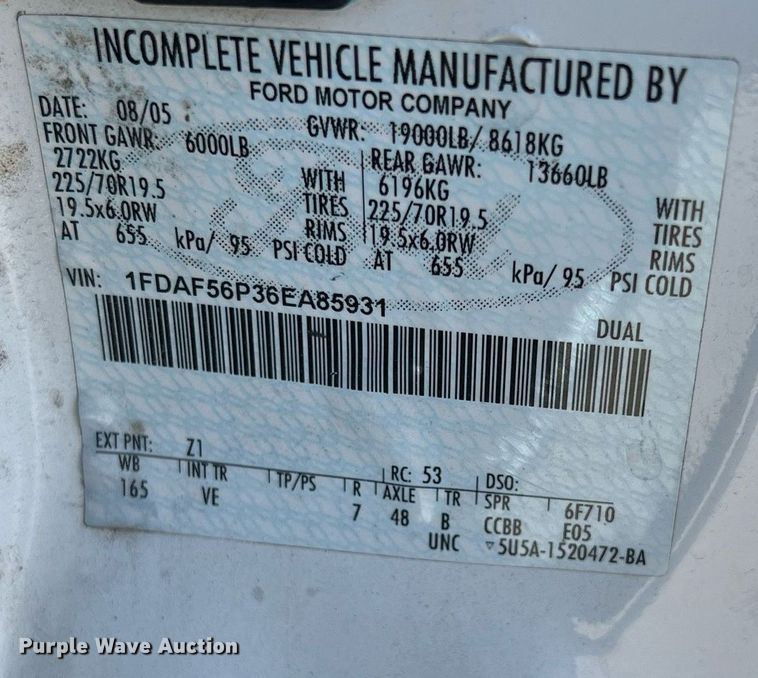 INCOMPLETE VEHICLE MANUFACTURED BY
FORD MOTOR COMPANY
DATE: 08/05 GVWR: 19000LB/ 8618KG
FRONT GAWR: 6000LB REAR GAWR: 13660LB
2722KG WITH 6196KG WITH
225/70R19.5 TIRES 225/70R19.5 TIRES
19.5x6.0RW RIMS 19.5x6.0RW RIMS
AT 655 kPa/ 95 PSI COLD AT 655 kPa/ 95 PSI COLD
VIN: 1FDAF56P36EA85931
DUAL
EXT PNT: Z1 RC: 53 DSO:
WB INT TR TP/PS R AXLE TR SPR 6F710
165 VE 7 48 B CCBB E05
UNC ▽5U5A-1520472-BA
Purple Wave Auction